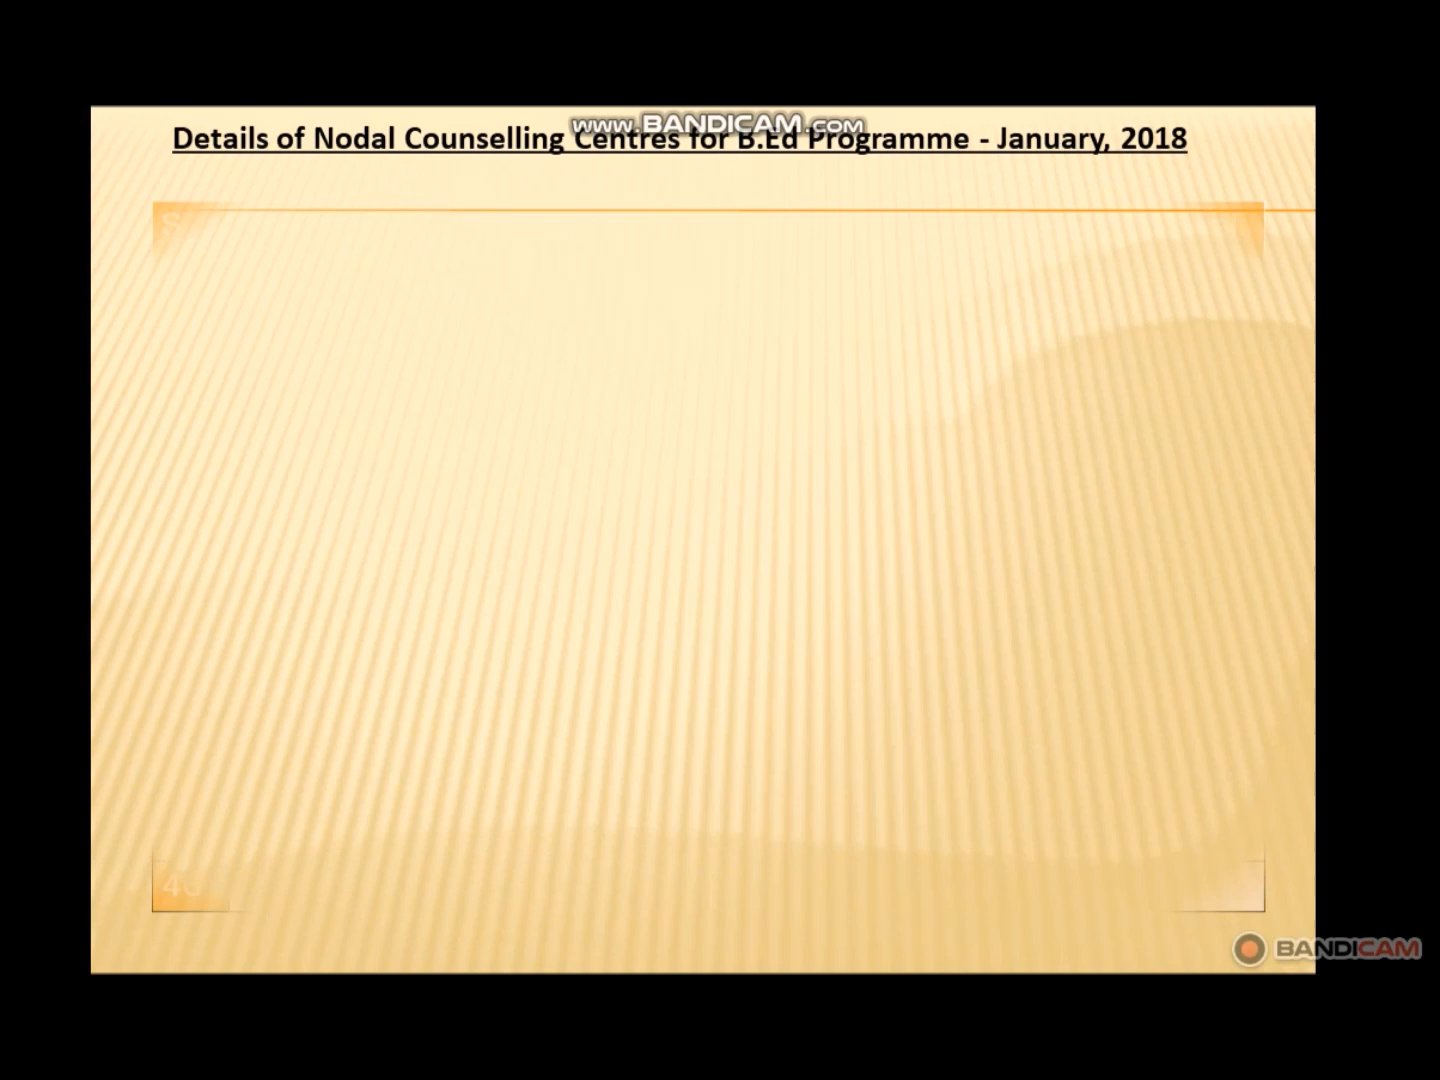 www.BANDICAM.com
Details of Nodal Counselling Centres for B.Ed Programme - January, 2018
BANDICAM